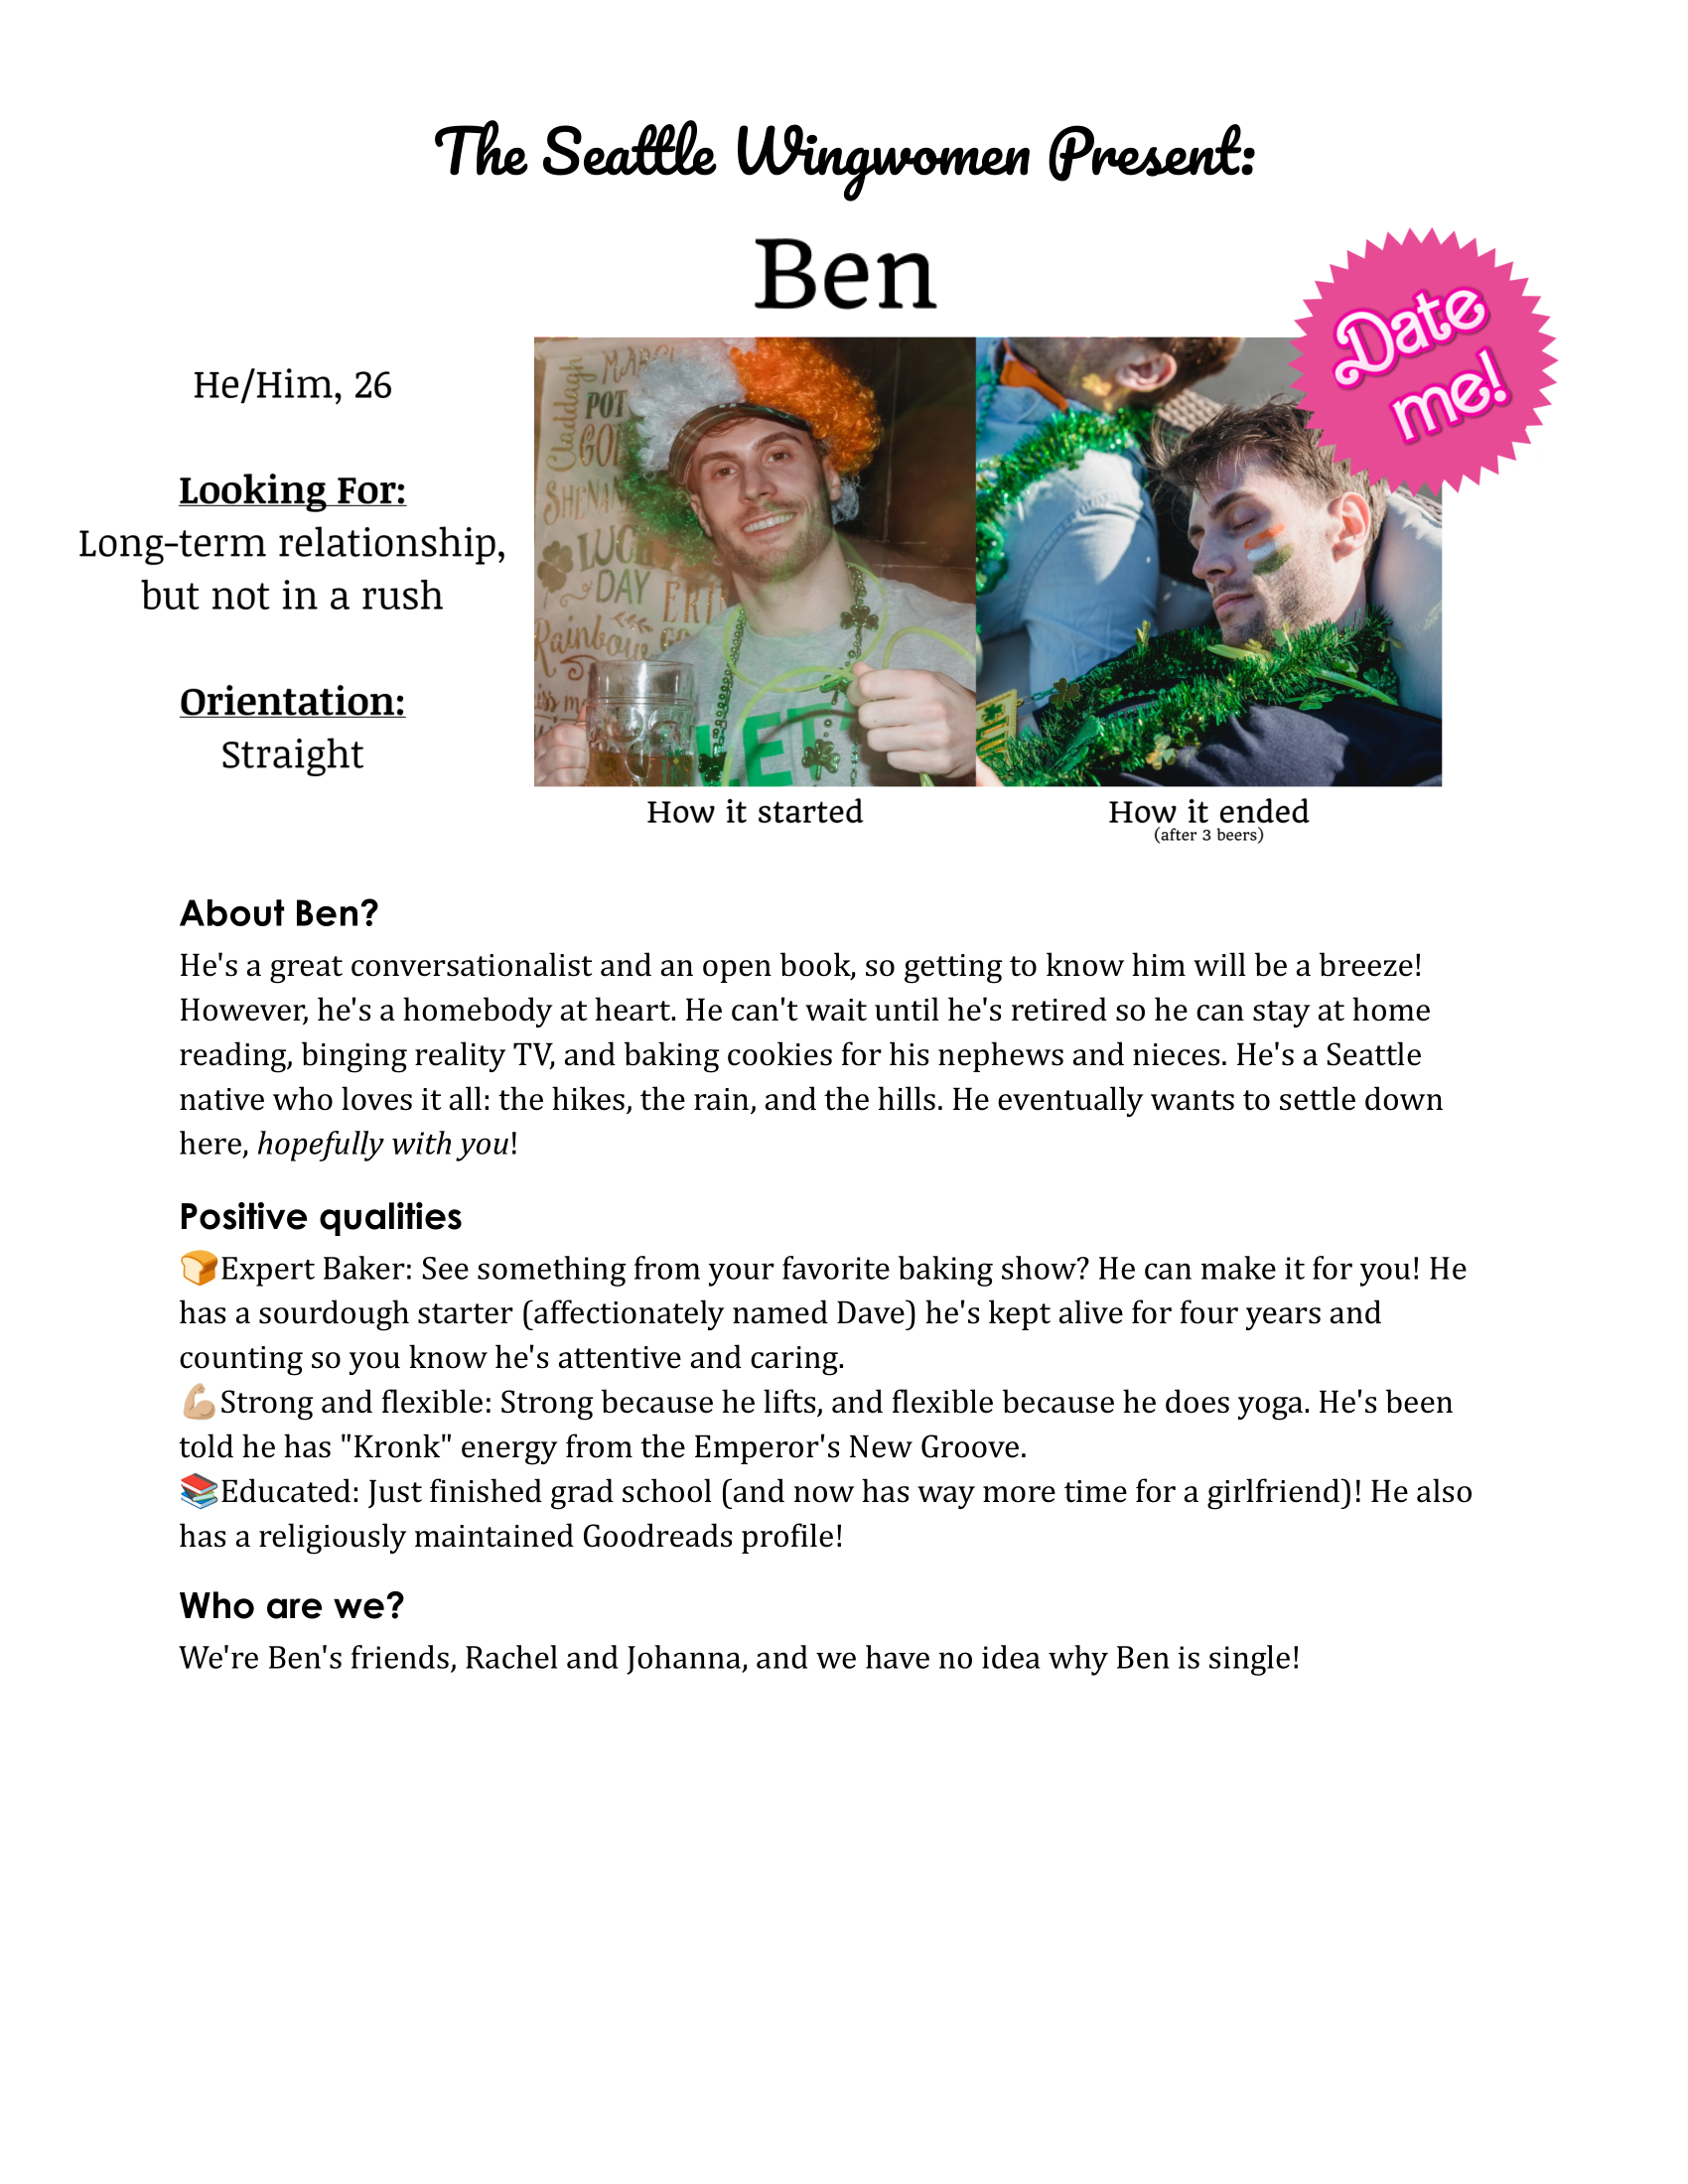 The Seattle Wingwomen Present:
Ben
Date
me!
He/Him, 26
Looking For:
Long-term relationship,
but not in a rush
Orientation:
Straight
Claddagh
MARCH
POT
GOL
SHENAN
LUC
DAY
ERIN
Rainbow
GO
iss me
LET
How it started
How it ended
(after 3 beers)
About Ben?
He's a great conversationalist and an open book, so getting to know him will be a breeze!
However, he's a homebody at heart. He can't wait until he's retired so he can stay at home
reading, binging reality TV, and baking cookies for his nephews and nieces. He's a Seattle
native who loves it all: the hikes, the rain, and the hills. He eventually wants to settle down
here, hopefully with you!
Positive qualities
🍞Expert Baker: See something from your favorite baking show? He can make it for you! He
has a sourdough starter (affectionately named Dave) he's kept alive for four years and
counting so you know he's attentive and caring.
💪🏼Strong and flexible: Strong because he lifts, and flexible because he does yoga. He's been
told he has "Kronk" energy from the Emperor's New Groove.
📚Educated: Just finished grad school (and now has way more time for a girlfriend)! He also
has a religiously maintained Goodreads profile!
Who are we?
We're Ben's friends, Rachel and Johanna, and we have no idea why Ben is single!